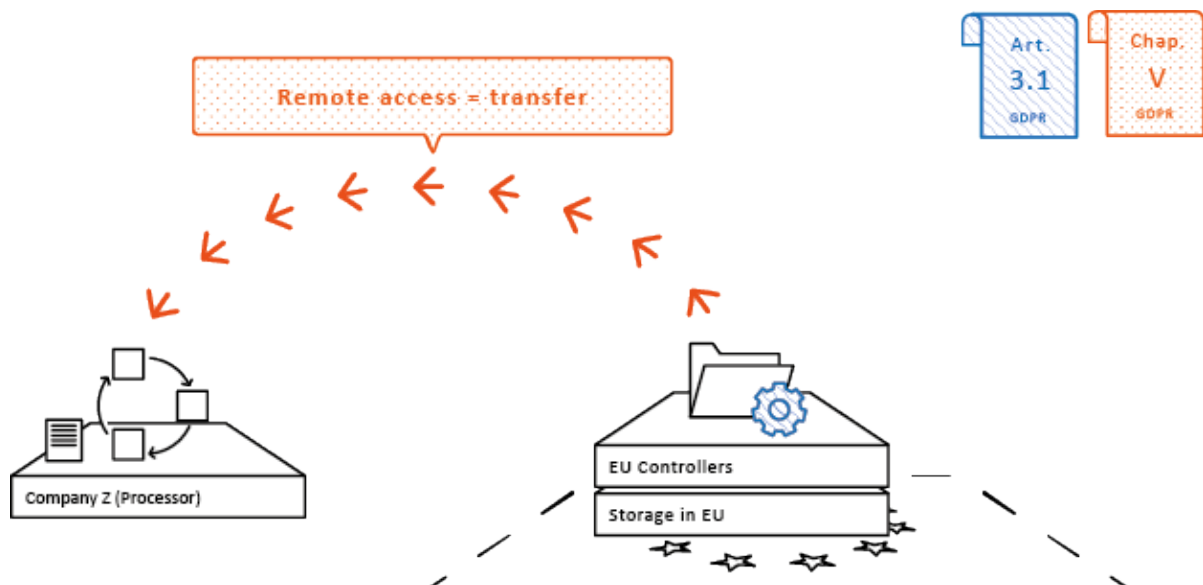 Art.
3.1
GDPR
Chap.
V
GDPR
Remote access = transfer
Company Z (Processor)
EU Controllers
Storage in EU